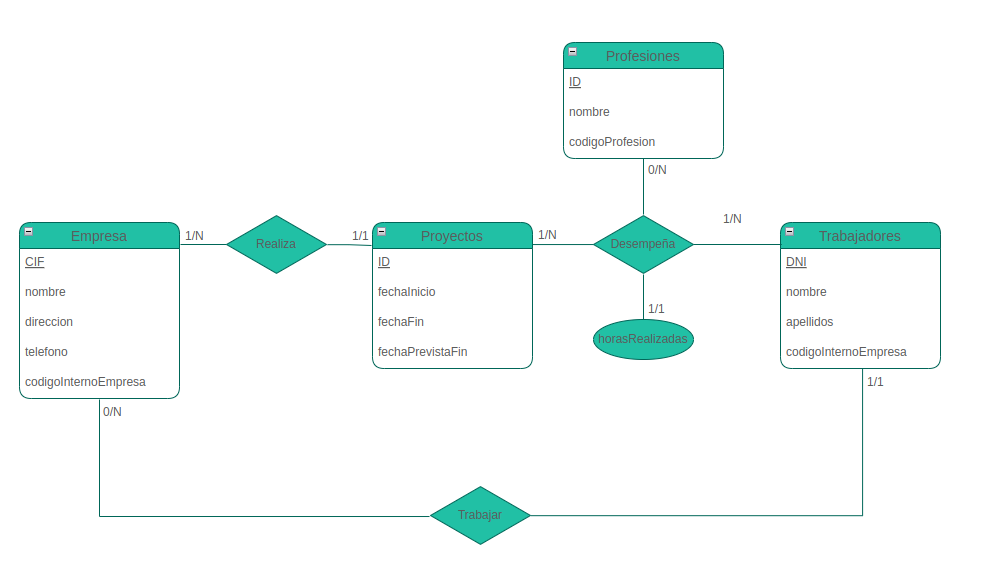 Profesiones
ID
nombre
codigoProfesion
0/N
Empresa
CIF
nombre
direccion
telefono
codigoInternoEmpresa
0/N
1/N
Realiza
1/1
Proyectos
ID
fechaInicio
fechaFin
fechaPrevistaFin
1/N
Desempeña
1/N
1/1
horasRealizadas
Trabajadores
DNI
nombre
apellidos
codigoInternoEmpresa
1/1
Trabajar